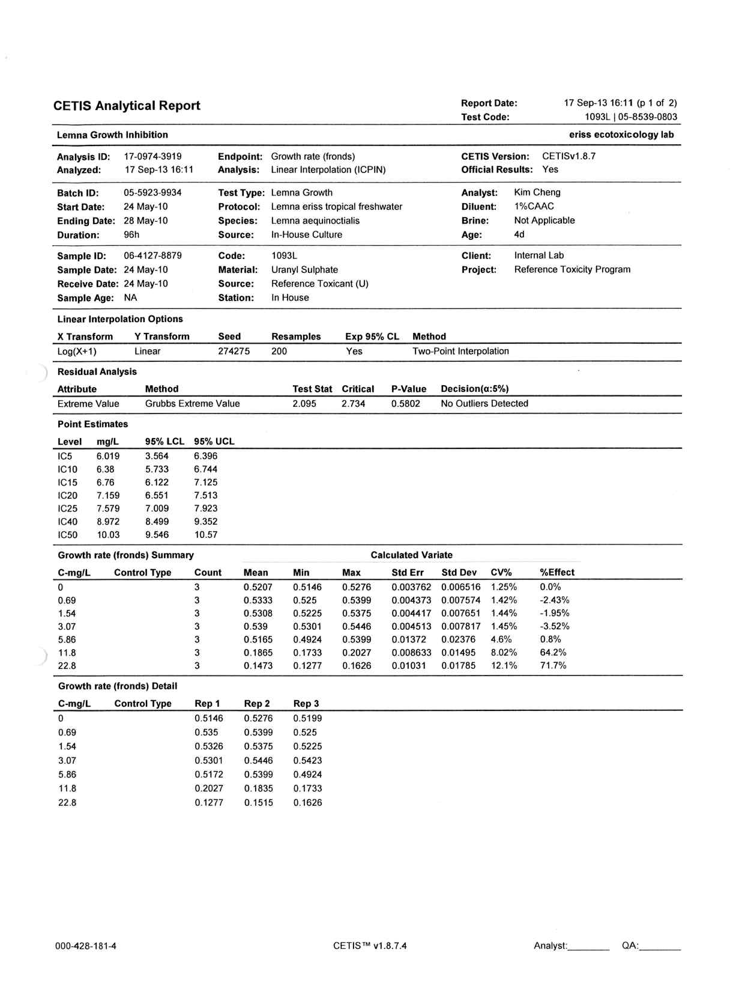 CETIS Analytical Report
Report Date: 17 Sep-13 16:11 (p 1 of 2)
Test Code: 1093L | 05-8539-0803
Lemna Growth Inhibition eriss ecotoxicology lab
Analysis ID: 17-0974-3919 Endpoint: Growth rate (fronds) CETIS Version: CETISv1.8.7
Analyzed: 17 Sep-13 16:11 Analysis: Linear Interpolation (ICPIN) Official Results: Yes
Batch ID: 05-5923-9934 Test Type: Lemna Growth Analyst: Kim Cheng
Start Date: 24 May-10 Protocol: Lemna eriss tropical freshwater Diluent: 1%CAAC
Ending Date: 28 May-10 Species: Lemna aequinoctialis Brine: Not Applicable
Duration: 96h Source: In-House Culture Age: 4d
Sample ID: 06-4127-8879 Code: 1093L Client: Internal Lab
Sample Date: 24 May-10 Material: Uranyl Sulphate Project: Reference Toxicity Program
Receive Date: 24 May-10 Source: Reference Toxicant (U)
Sample Age: NA Station: In House
Linear Interpolation Options
X Transform Y Transform Seed Resamples Exp 95% CL Method
Log(X+1) Linear 274275 200 Yes Two-Point Interpolation
Residual Analysis
Attribute Method Test Stat Critical P-Value Decision(α:5%)
Extreme Value Grubbs Extreme Value 2.095 2.734 0.5802 No Outliers Detected
Point Estimates
Level mg/L 95% LCL 95% UCL
IC5 6.019 3.564 6.396
IC10 6.38 5.733 6.744
IC15 6.76 6.122 7.125
IC20 7.159 6.551 7.513
IC25 7.579 7.009 7.923
IC40 8.972 8.499 9.352
IC50 10.03 9.546 10.57
Growth rate (fronds) Summary Calculated Variate
C-mg/L Control Type Count Mean Min Max Std Err Std Dev CV% %Effect
0 3 0.5207 0.5146 0.5276 0.003762 0.006516 1.25% 0.0%
0.69 3 0.5333 0.525 0.5399 0.004373 0.007574 1.42% -2.43%
1.54 3 0.5308 0.5225 0.5375 0.004417 0.007651 1.44% -1.95%
3.07 3 0.539 0.5301 0.5446 0.004513 0.007817 1.45% -3.52%
5.86 3 0.5165 0.4924 0.5399 0.01372 0.02376 4.6% 0.8%
11.8 3 0.1865 0.1733 0.2027 0.008633 0.01495 8.02% 64.2%
22.8 3 0.1473 0.1277 0.1626 0.01031 0.01785 12.1% 71.7%
Growth rate (fronds) Detail
C-mg/L Control Type Rep 1 Rep 2 Rep 3
0 0.5146 0.5276 0.5199
0.69 0.535 0.5399 0.525
1.54 0.5326 0.5375 0.5225
3.07 0.5301 0.5446 0.5423
5.86 0.5172 0.5399 0.4924
11.8 0.2027 0.1835 0.1733
22.8 0.1277 0.1515 0.1626
000-428-181-4 CETIS™ v1.8.7.4 Analyst:________ QA:________